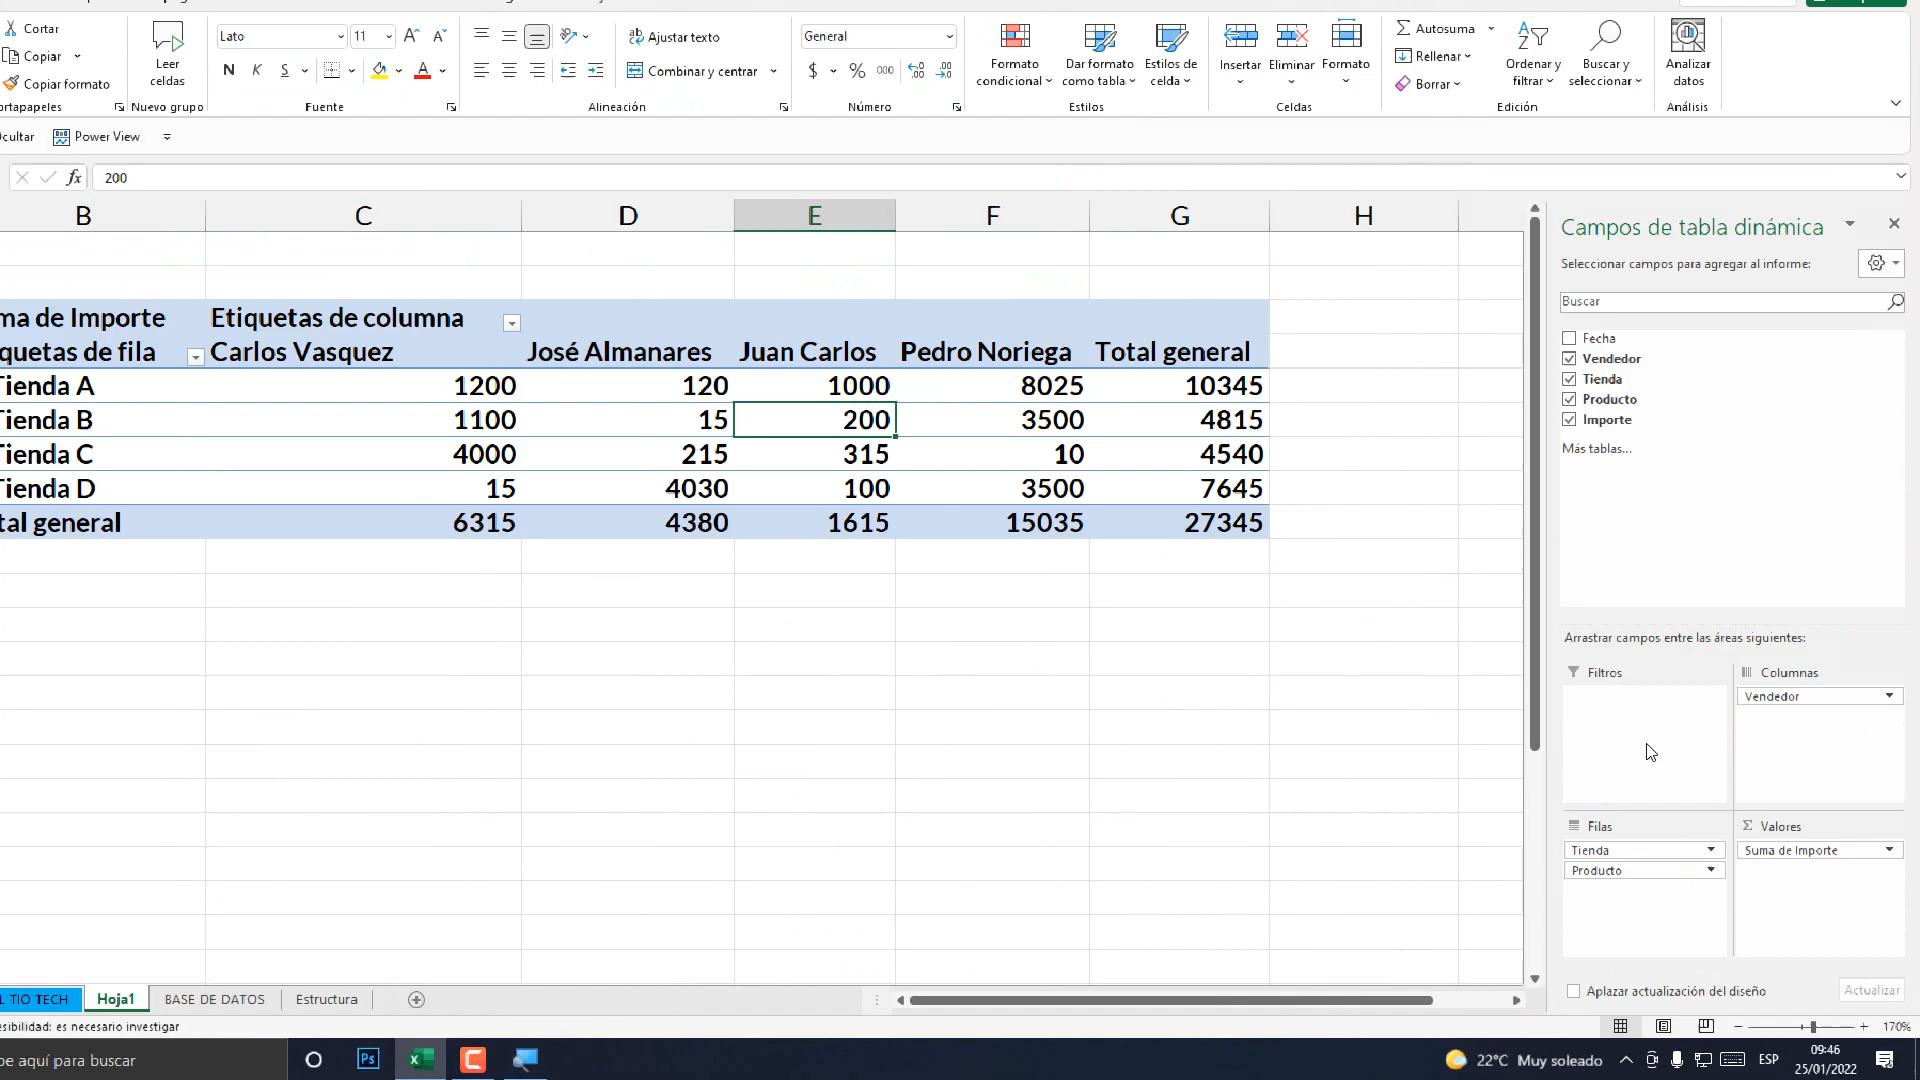 Cortar
Copiar
Copiar formato
ortapapeles
Leer
celdas
Nuevo grupo
Lato
11
N K S
Fuente
Ajustar texto
Combinar y centrar
Alineación
General
$ % 000
Número
Formato
condicional
Dar formato
como tabla
Estilos de
celda
Estilos
Insertar
Eliminar
Formato
Celdas
Autosuma
Rellenar
Borrar
Ordenar y
filtrar
Buscar y
seleccionar
Edición
Analizar
datos
Análisis
ocultar
Power View
fx
200
B C D E F G H
ma de Importe Etiquetas de columna
quetas de fila Carlos Vasquez José Almanares Juan Carlos Pedro Noriega Total general
Tienda A 1200 120 1000 8025 10345
Tienda B 1100 15 200 3500 4815
Tienda C 4000 215 315 10 4540
Tienda D 15 4030 100 3500 7645
tal general 6315 4380 1615 15035 27345
Campos de tabla dinámica
Seleccionar campos para agregar al informe:
Buscar
Fecha
Vendedor
Tienda
Producto
Importe
Más tablas...
Arrastrar campos entre las áreas siguientes:
Filtros
Columnas
Vendedor
Filas
Tienda
Producto
Σ Valores
Suma de Importe
Aplazar actualización del diseño
Actualizar
L TIO TECH
Hoja1
BASE DE DATOS
Estructura
esibilidad: es necesario investigar
170%
be aquí para buscar
Ps
22°C Muy soleado
ESP
09:46
25/01/2022